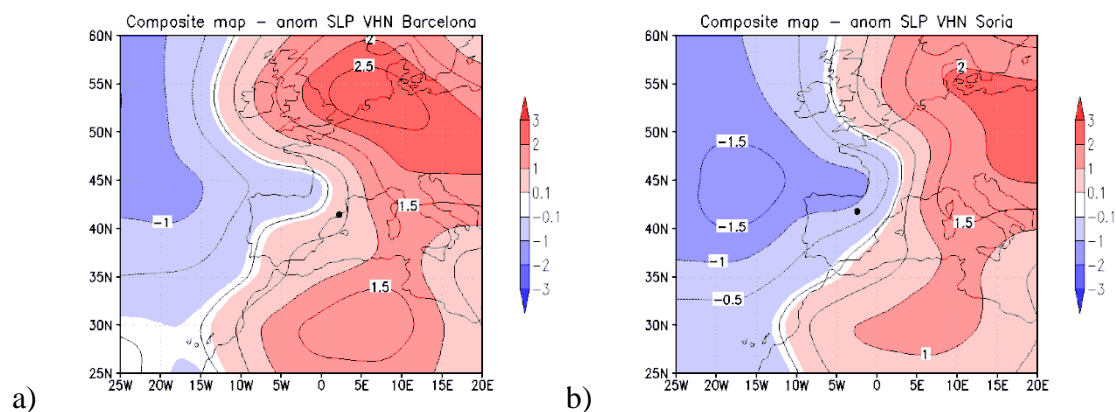 Composite map – anom SLP VHN Barcelona
60N
55N
50N
45N
40N
35N
30N
25N
25W 20W 15W 10W 5W 0 5E 10E 15E 20E
2
2.5
-1
1.5
1.5
3
2
1
0.1
-0.1
-1
-2
-3
a)
Composite map – anom SLP VHN Soria
60N
55N
50N
45N
40N
35N
30N
25N
25W 20W 15W 10W 5W 0 5E 10E 15E 20E
2
-1.5
-1.5
1.5
-1
-0.5
1
3
2
1
0.1
-0.1
-1
-2
-3
b)